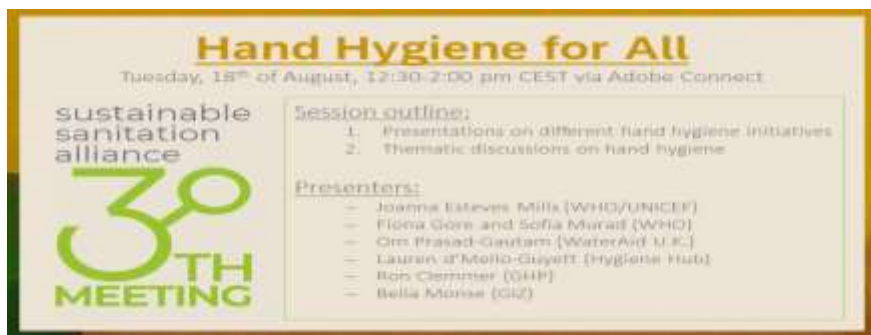 Hand Hygiene for All
Tuesday, 18th of August, 12:30-2:00 pm CEST via Adobe Connect
sustainable
sanitation
alliance
30TH
MEETING
Session outline:
1. Presentations on different hand hygiene initiatives
2. Thematic discussions on hand hygiene
Presenters:
– Joanna Esteves Mills (WHO/UNICEF)
– Fiona Gore and Sofia Murad (WHO)
– Om Prasad-Gautam (WaterAid U.K.)
– Lauren d'Mello-Guyett (Hygiene Hub)
– Ron Clemmer (GHP)
– Bella Monse (GIZ)